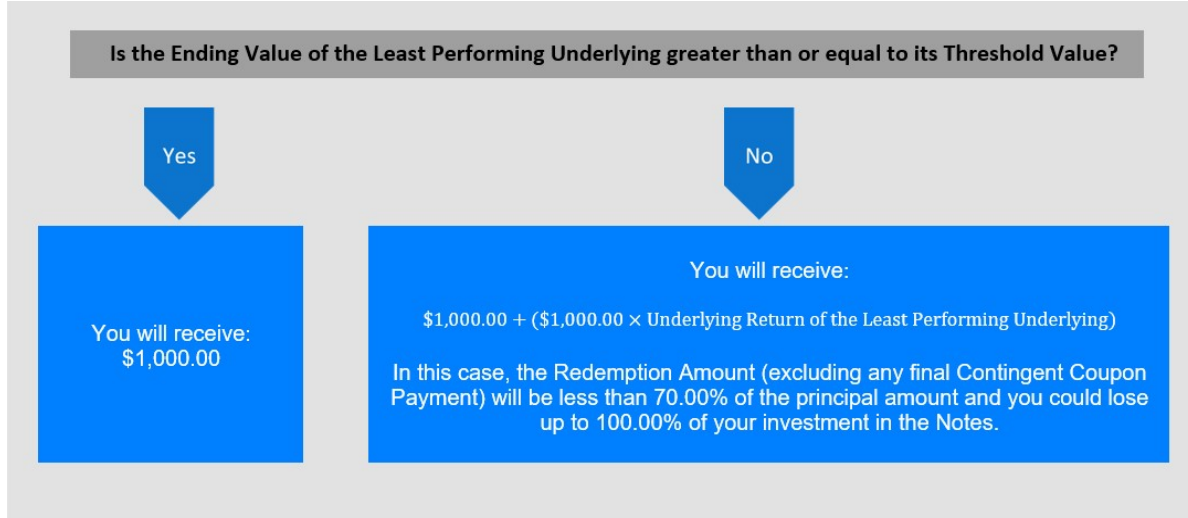 Is the Ending Value of the Least Performing Underlying greater than or equal to its Threshold Value?
Yes
No
You will receive:
$1,000.00
You will receive:
$1,000.00 + ($1,000.00 × Underlying Return of the Least Performing Underlying)
In this case, the Redemption Amount (excluding any final Contingent Coupon
Payment) will be less than 70.00% of the principal amount and you could lose
up to 100.00% of your investment in the Notes.